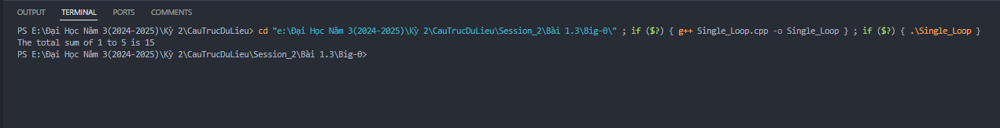 OUTPUT TERMINAL PORTS COMMENTS
PS E:\Đại Học Năm 3(2024-2025)\Kỳ 2\CauTrucDuLieu> cd "e:\Đại Học Năm 3(2024-2025)\Kỳ 2\CauTrucDuLieu\Session_2\Bài 1.3\Big-Θ\" ; if ($?) { g++ Single_Loop.cpp -o Single_Loop } ; if ($?) { .\Single_Loop }
The total sum of 1 to 5 is 15
PS E:\Đại Học Năm 3(2024-2025)\Kỳ 2\CauTrucDuLieu\Session_2\Bài 1.3\Big-Θ>